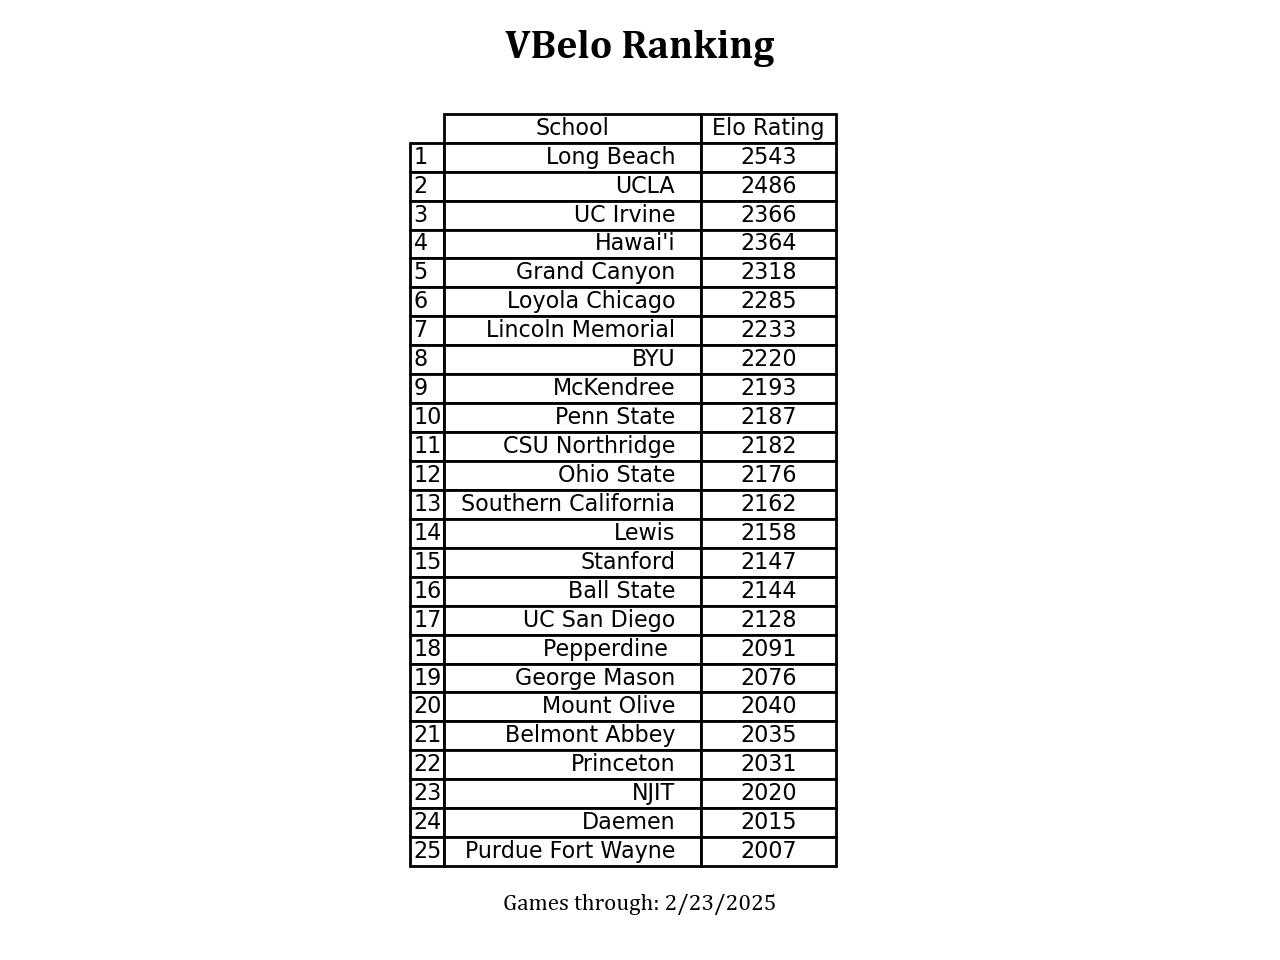 VBelo Ranking
School Elo Rating
1 Long Beach 2543
2 UCLA 2486
3 UC Irvine 2366
4 Hawai'i 2364
5 Grand Canyon 2318
6 Loyola Chicago 2285
7 Lincoln Memorial 2233
8 BYU 2220
9 McKendree 2193
10 Penn State 2187
11 CSU Northridge 2182
12 Ohio State 2176
13 Southern California 2162
14 Lewis 2158
15 Stanford 2147
16 Ball State 2144
17 UC San Diego 2128
18 Pepperdine 2091
19 George Mason 2076
20 Mount Olive 2040
21 Belmont Abbey 2035
22 Princeton 2031
23 NJIT 2020
24 Daemen 2015
25 Purdue Fort Wayne 2007
Games through: 2/23/2025